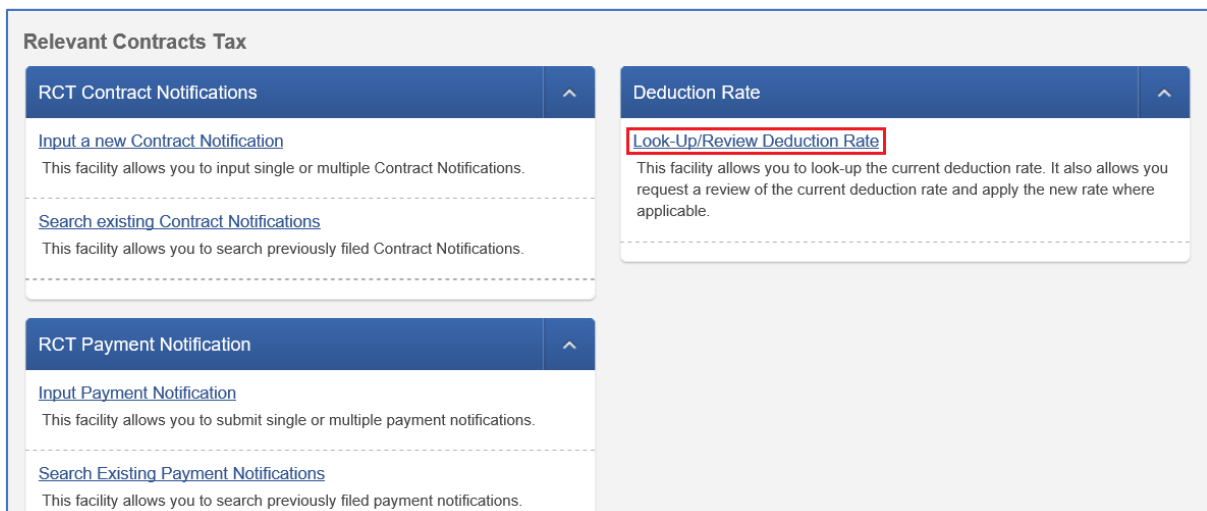 Relevant Contracts Tax
RCT Contract Notifications
Input a new Contract Notification
This facility allows you to input single or multiple Contract Notifications.
Search existing Contract Notifications
This facility allows you to search previously filed Contract Notifications.
RCT Payment Notification
Input Payment Notification
This facility allows you to submit single or multiple payment notifications.
Search Existing Payment Notifications
This facility allows you to search previously filed payment notifications.
Deduction Rate
Look-Up/Review Deduction Rate
This facility allows you to look-up the current deduction rate. It also allows you
request a review of the current deduction rate and apply the new rate where
applicable.